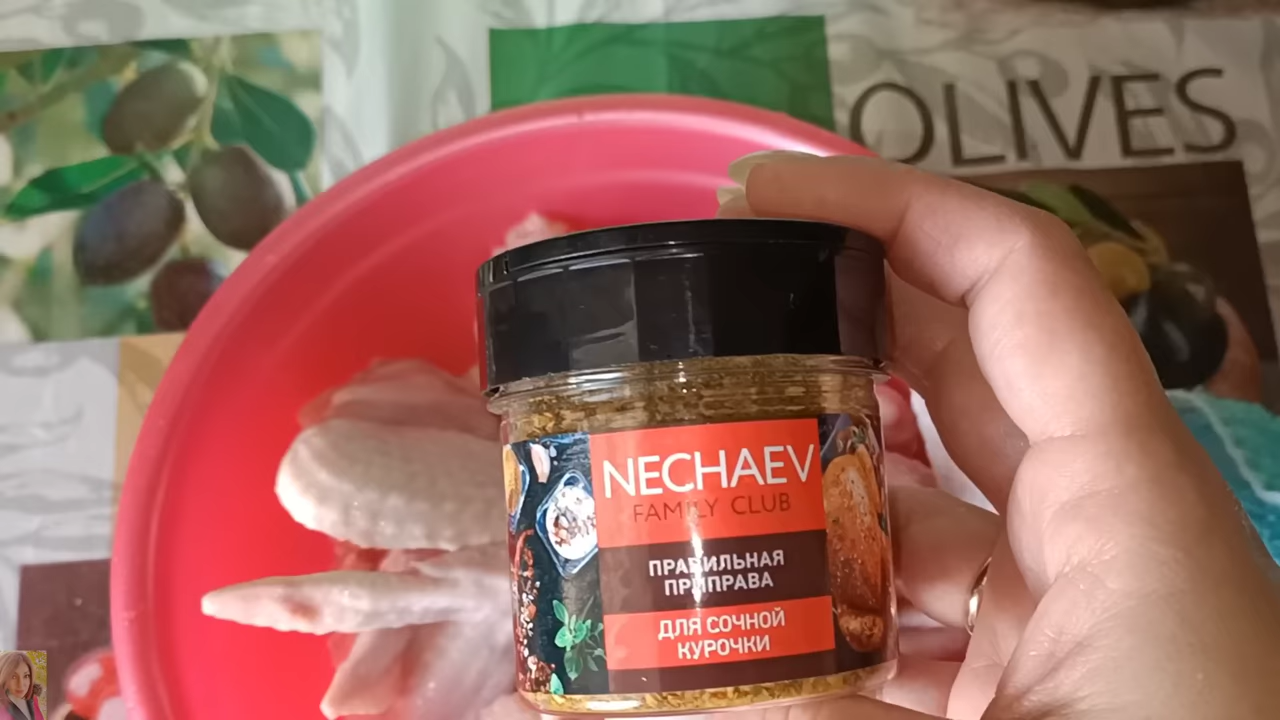 OLIVES
NECHAEV
FAMILY CLUB
ПРАВИЛЬНАЯ
ПРИПРАВА
ДЛЯ СОЧНОЙ
КУРОЧКИ